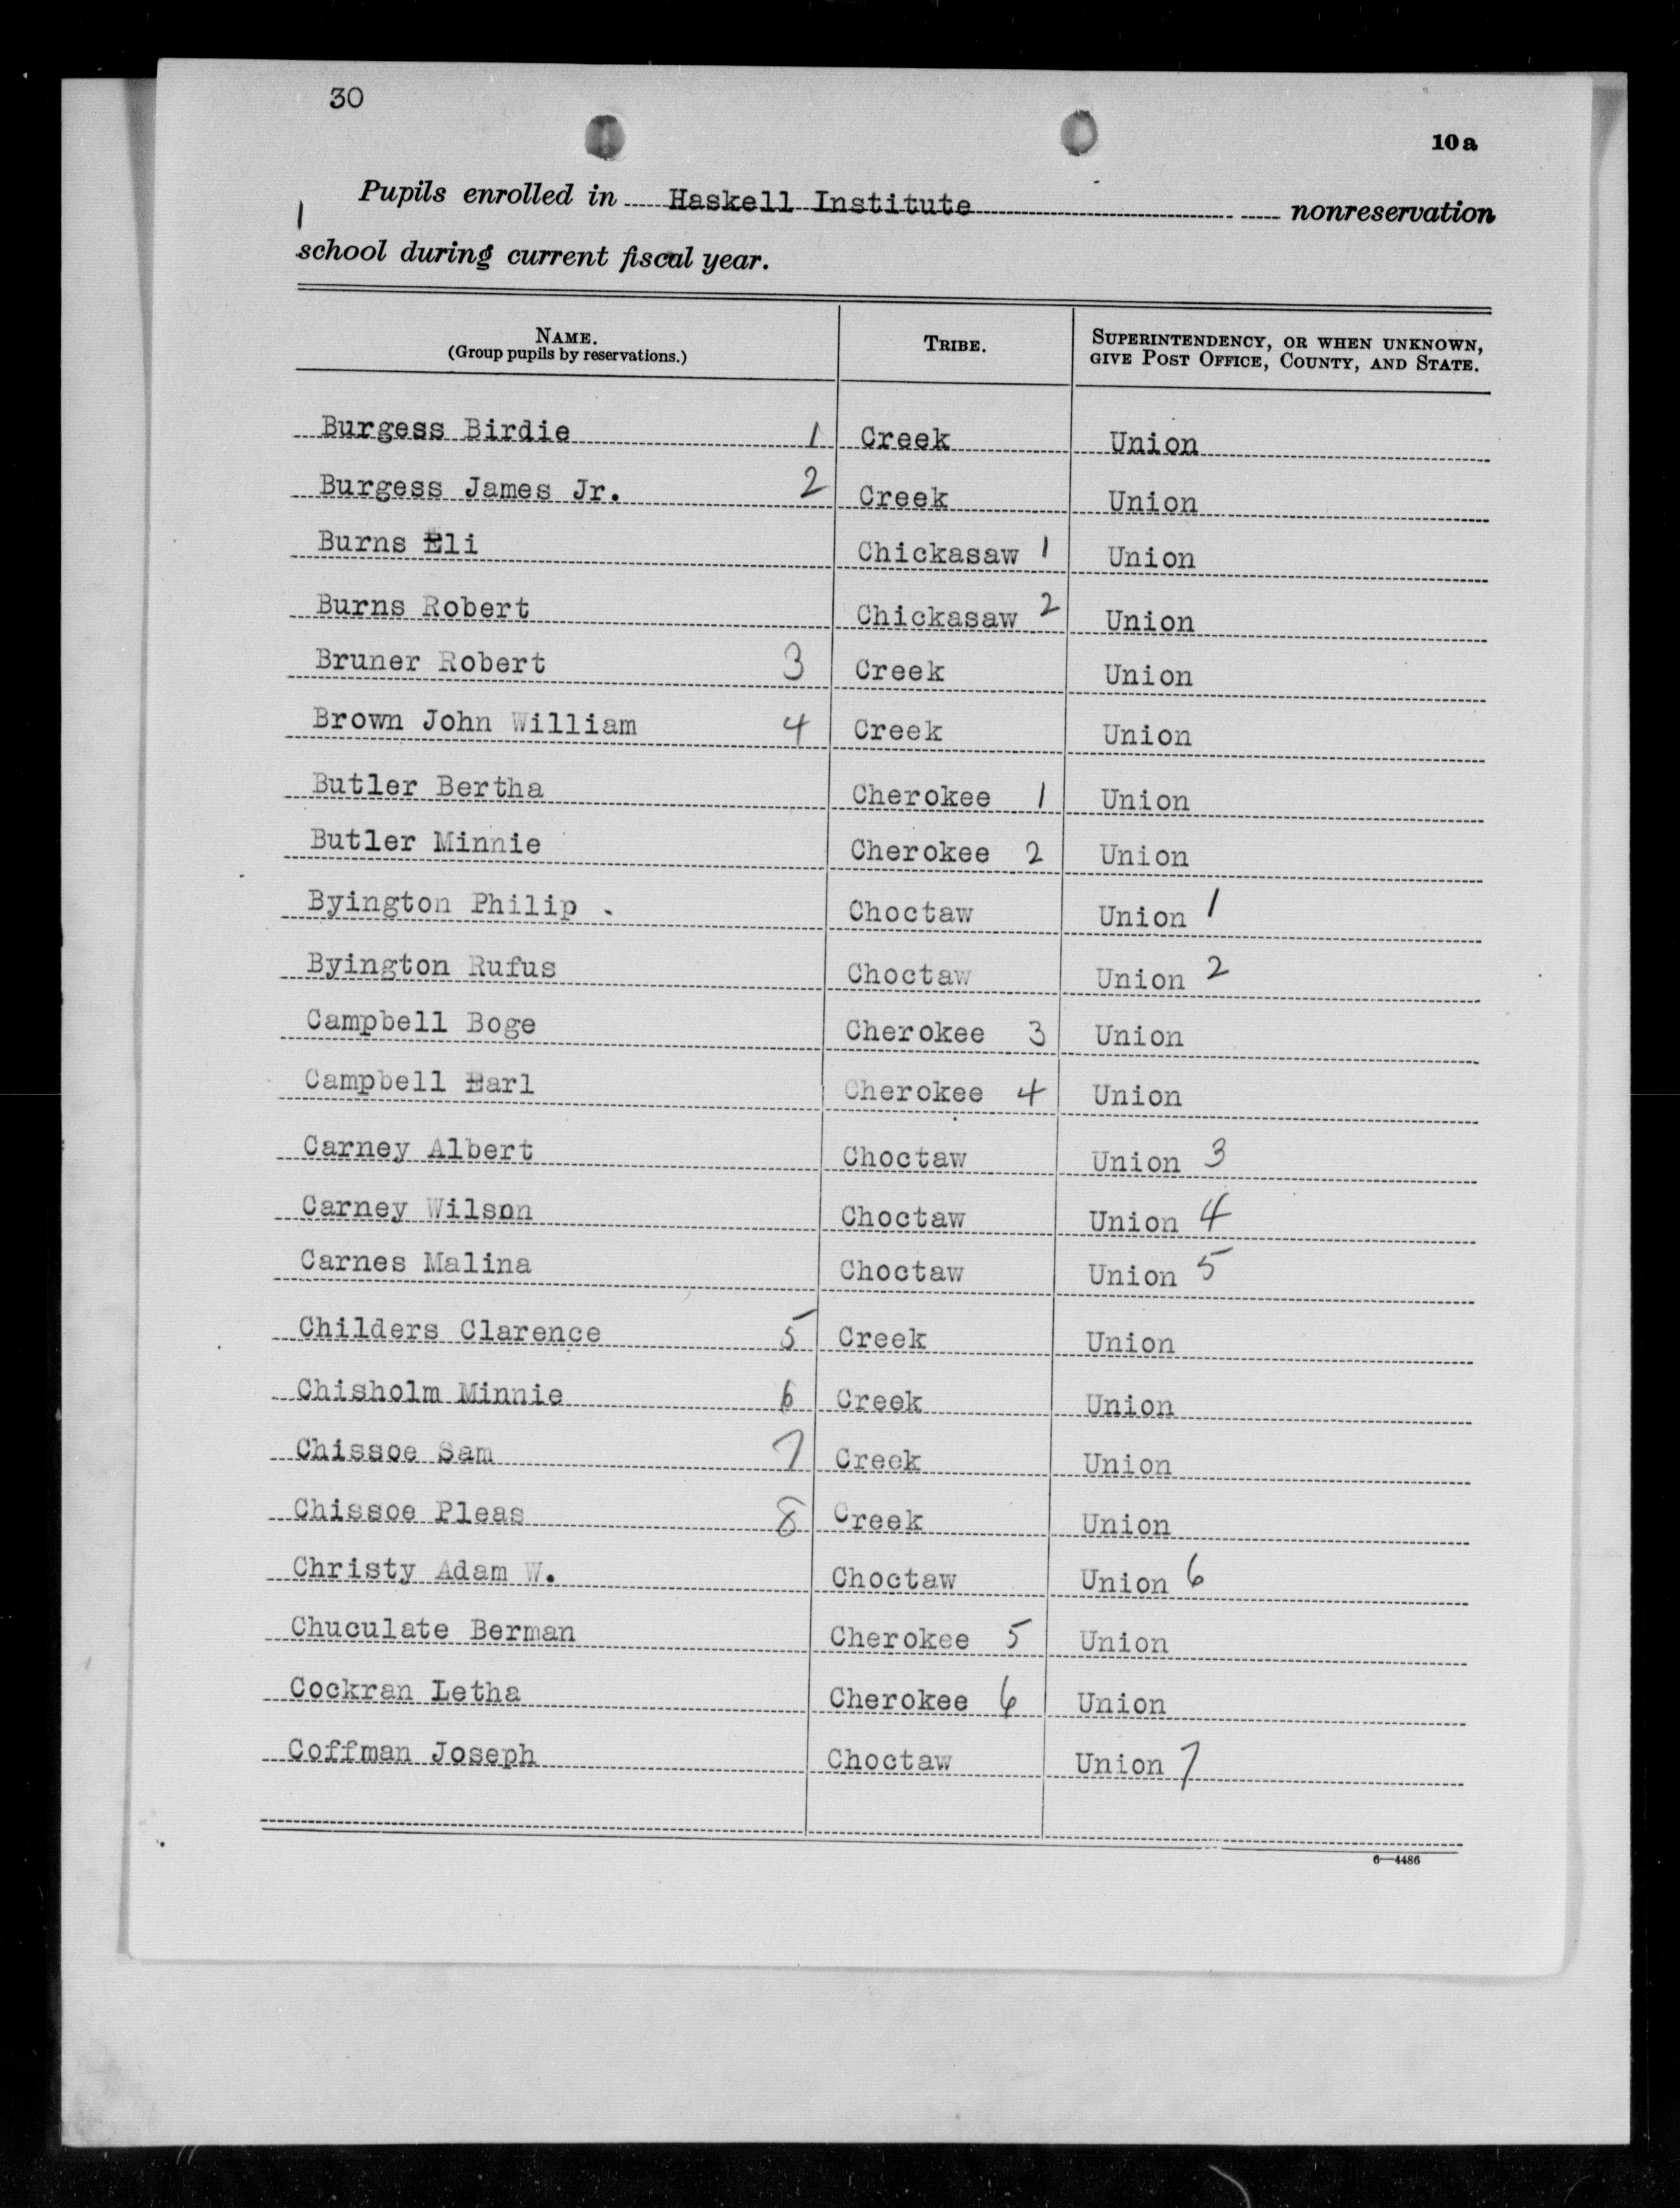 30
10a
Pupils enrolled in Haskell Institute nonreservation
school during current fiscal year.
NAME. (Group pupils by reservations.) TRIBE. SUPERINTENDENCY, OR WHEN UNKNOWN, GIVE POST OFFICE, COUNTY, AND STATE.
Burgess Birdie 1 Creek Union
Burgess James Jr. 2 Creek Union
Burns Eli Chickasaw 1 Union
Burns Robert Chickasaw 2 Union
Bruner Robert 3 Creek Union
Brown John William 4 Creek Union
Butler Bertha Cherokee 1 Union
Butler Minnie Cherokee 2 Union
Byington Philip Choctaw Union 1
Byington Rufus Choctaw Union 2
Campbell Boge Cherokee 3 Union
Campbell Earl Cherokee 4 Union
Carney Albert Choctaw Union 3
Carney Wilson Choctaw Union 4
Carnes Malina Choctaw Union 5
Childers Clarence 5 Creek Union
Chisholm Minnie 6 Creek Union
Chissoe Sam 7 Creek Union
Chissoe Pleas 8 Creek Union
Christy Adam W. Choctaw Union 6
Chuculate Berman Cherokee 5 Union
Cockran Letha Cherokee 6 Union
Coffman Joseph Choctaw Union 7
6—4486